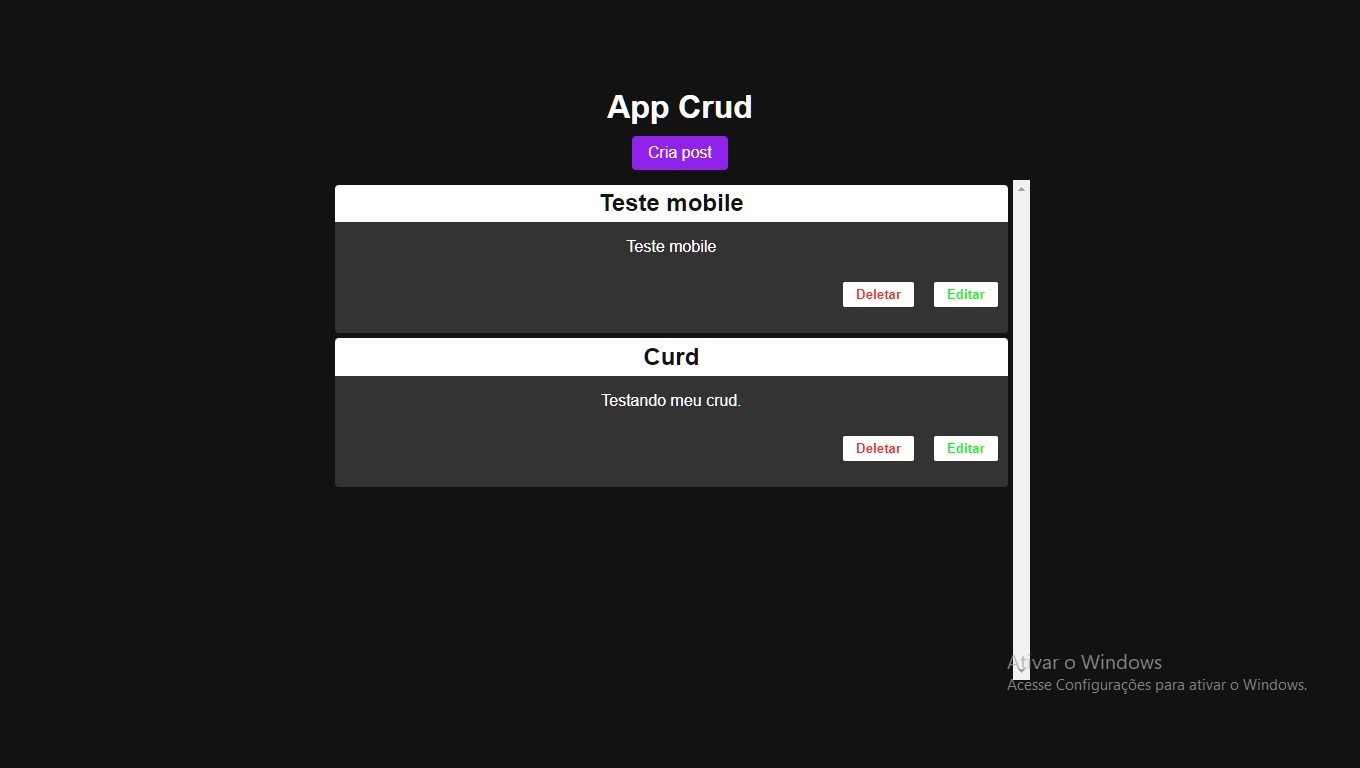 App Crud
Cria post
Teste mobile
Teste mobile
Deletar Editar
Curd
Testando meu crud.
Deletar Editar
Ativar o Windows
Acesse Configurações para ativar o Windows.